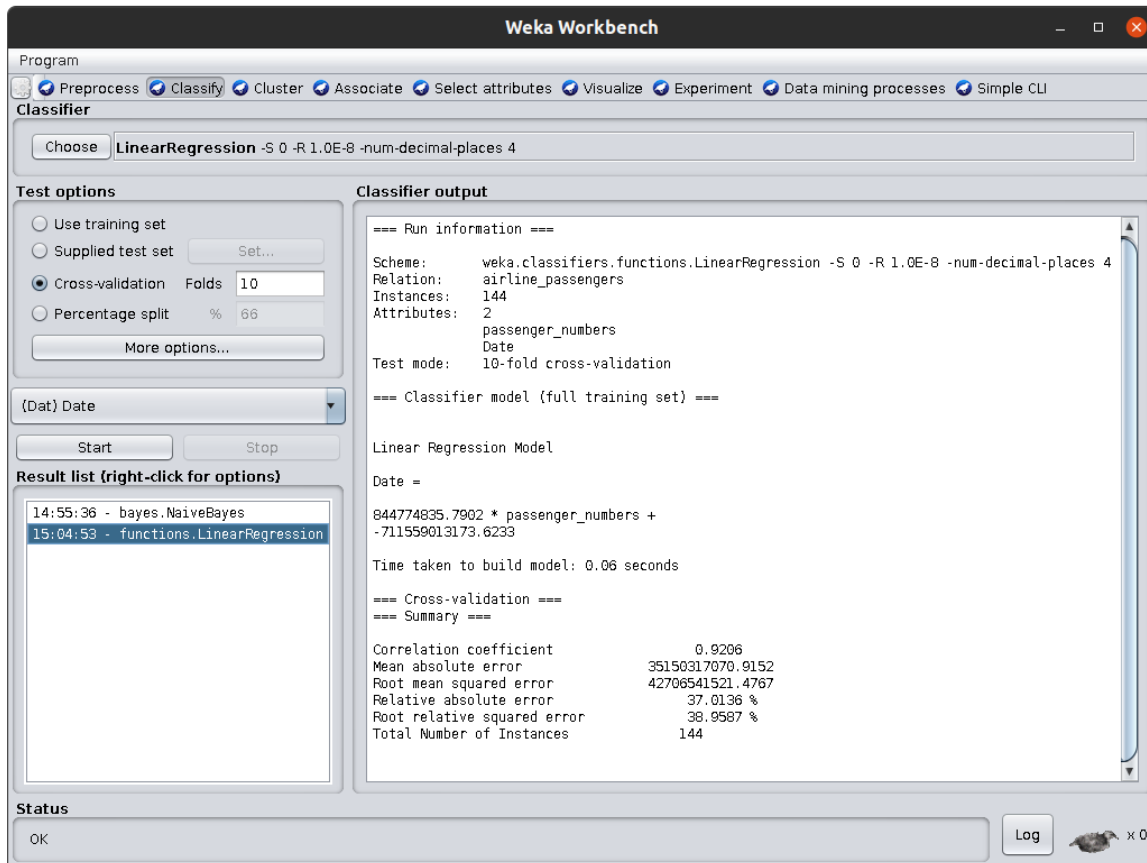 Weka Workbench
Program
Preprocess Classify Cluster Associate Select attributes Visualize Experiment Data mining processes Simple CLI
Classifier
Choose LinearRegression -S 0 -R 1.0E-8 -num-decimal-places 4
Test options
Use training set
Supplied test set Set...
Cross-validation Folds 10
Percentage split % 66
More options...
(Dat) Date
Start Stop
Result list (right-click for options)
14:55:36 - bayes.NaiveBayes
15:04:53 - functions.LinearRegression
Classifier output
=== Run information ===
Scheme: weka.classifiers.functions.LinearRegression -S 0 -R 1.0E-8 -num-decimal-places 4
Relation: airline_passengers
Instances: 144
Attributes: 2
passenger_numbers
Date
Test mode: 10-fold cross-validation
=== Classifier model (full training set) ===
Linear Regression Model
Date =
844774835.7902 * passenger_numbers +
-711559013173.6233
Time taken to build model: 0.06 seconds
=== Cross-validation ===
=== Summary ===
Correlation coefficient 0.9206
Mean absolute error 35150317070.9152
Root mean squared error 42706541521.4767
Relative absolute error 37.0136 %
Root relative squared error 38.9587 %
Total Number of Instances 144
Status
OK
Log x 0